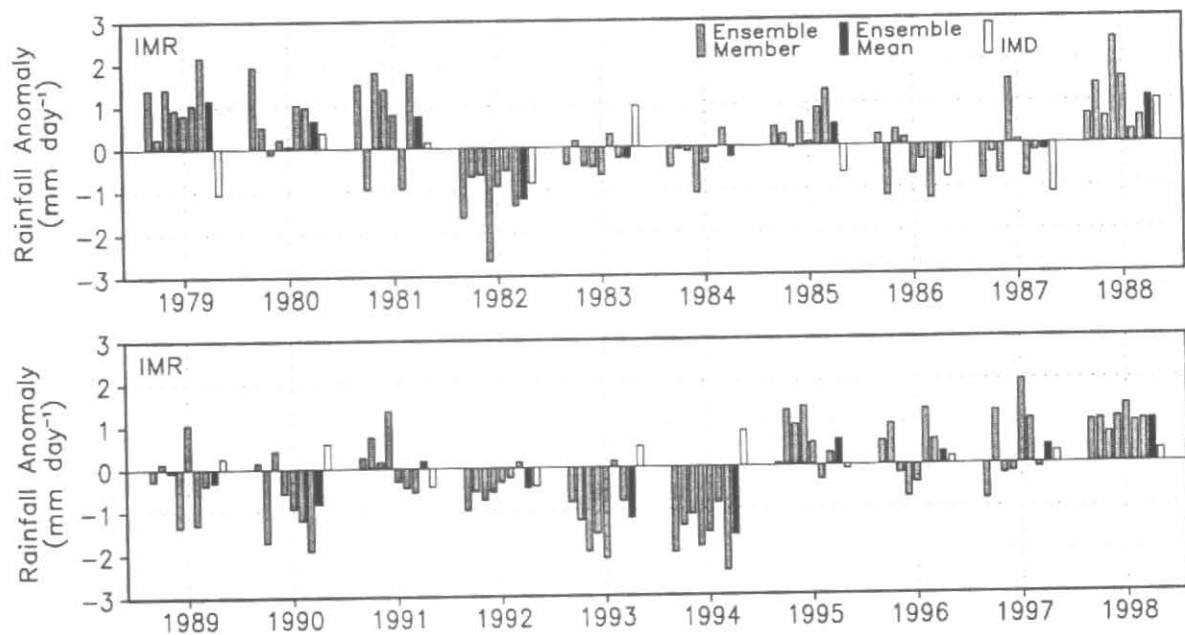 Rainfall Anomaly
(mm day⁻¹)
3
2
1
0
−1
−2
−3
IMR
Ensemble Member
Ensemble Mean
IMD
1979 1980 1981 1982 1983 1984 1985 1986 1987 1988
Rainfall Anomaly
(mm day⁻¹)
3
2
1
0
−1
−2
−3
IMR
1989 1990 1991 1992 1993 1994 1995 1996 1997 1998